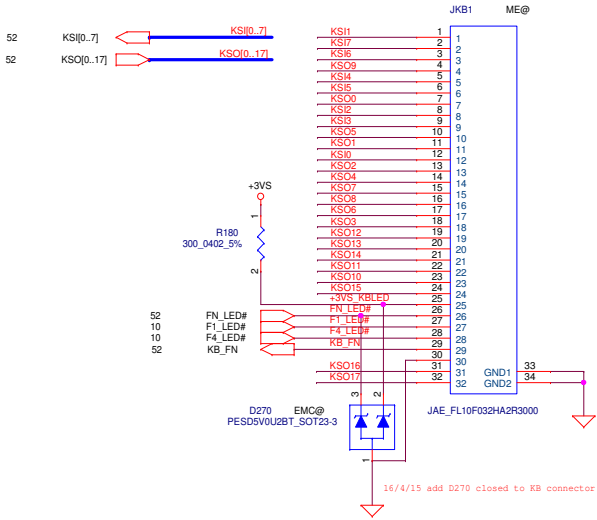 JKB1 ME@
52 KSI[0..7] KSI[0..7]
52 KSO[0..17] KSO[0..17]
KSI1 1 1
KSI7 2 2
KSI6 3 3
KSO9 4 4
KSI4 5 5
KSI5 6 6
KSO0 7 7
KSI2 8 8
KSI3 9 9
KSO5 10 10
KSO1 11 11
KSI0 12 12
KSO2 13 13
KSO4 14 14
KSO7 15 15
KSO8 16 16
KSO6 17 17
KSO3 18 18
KSO12 19 19
KSO13 20 20
KSO14 21 21
KSO11 22 22
KSO10 23 23
KSO15 24 24
+3VS_KBLED 25 25
52 FN_LED# FN_LED# 26 26
10 F1_LED# F1_LED# 27 27
10 F4_LED# F4_LED# 28 28
52 KB_FN KB_FN 29 29
30 30
KSO16 31 31 GND1 33
KSO17 32 32 GND2 34
+3VS
1
R180
300_0402_5%
2
3 2
D270 EMC@
PESD5V0U2BT_SOT23-3
1
JAE_FL10F032HA2R3000
16/4/15 add D270 closed to KB connector